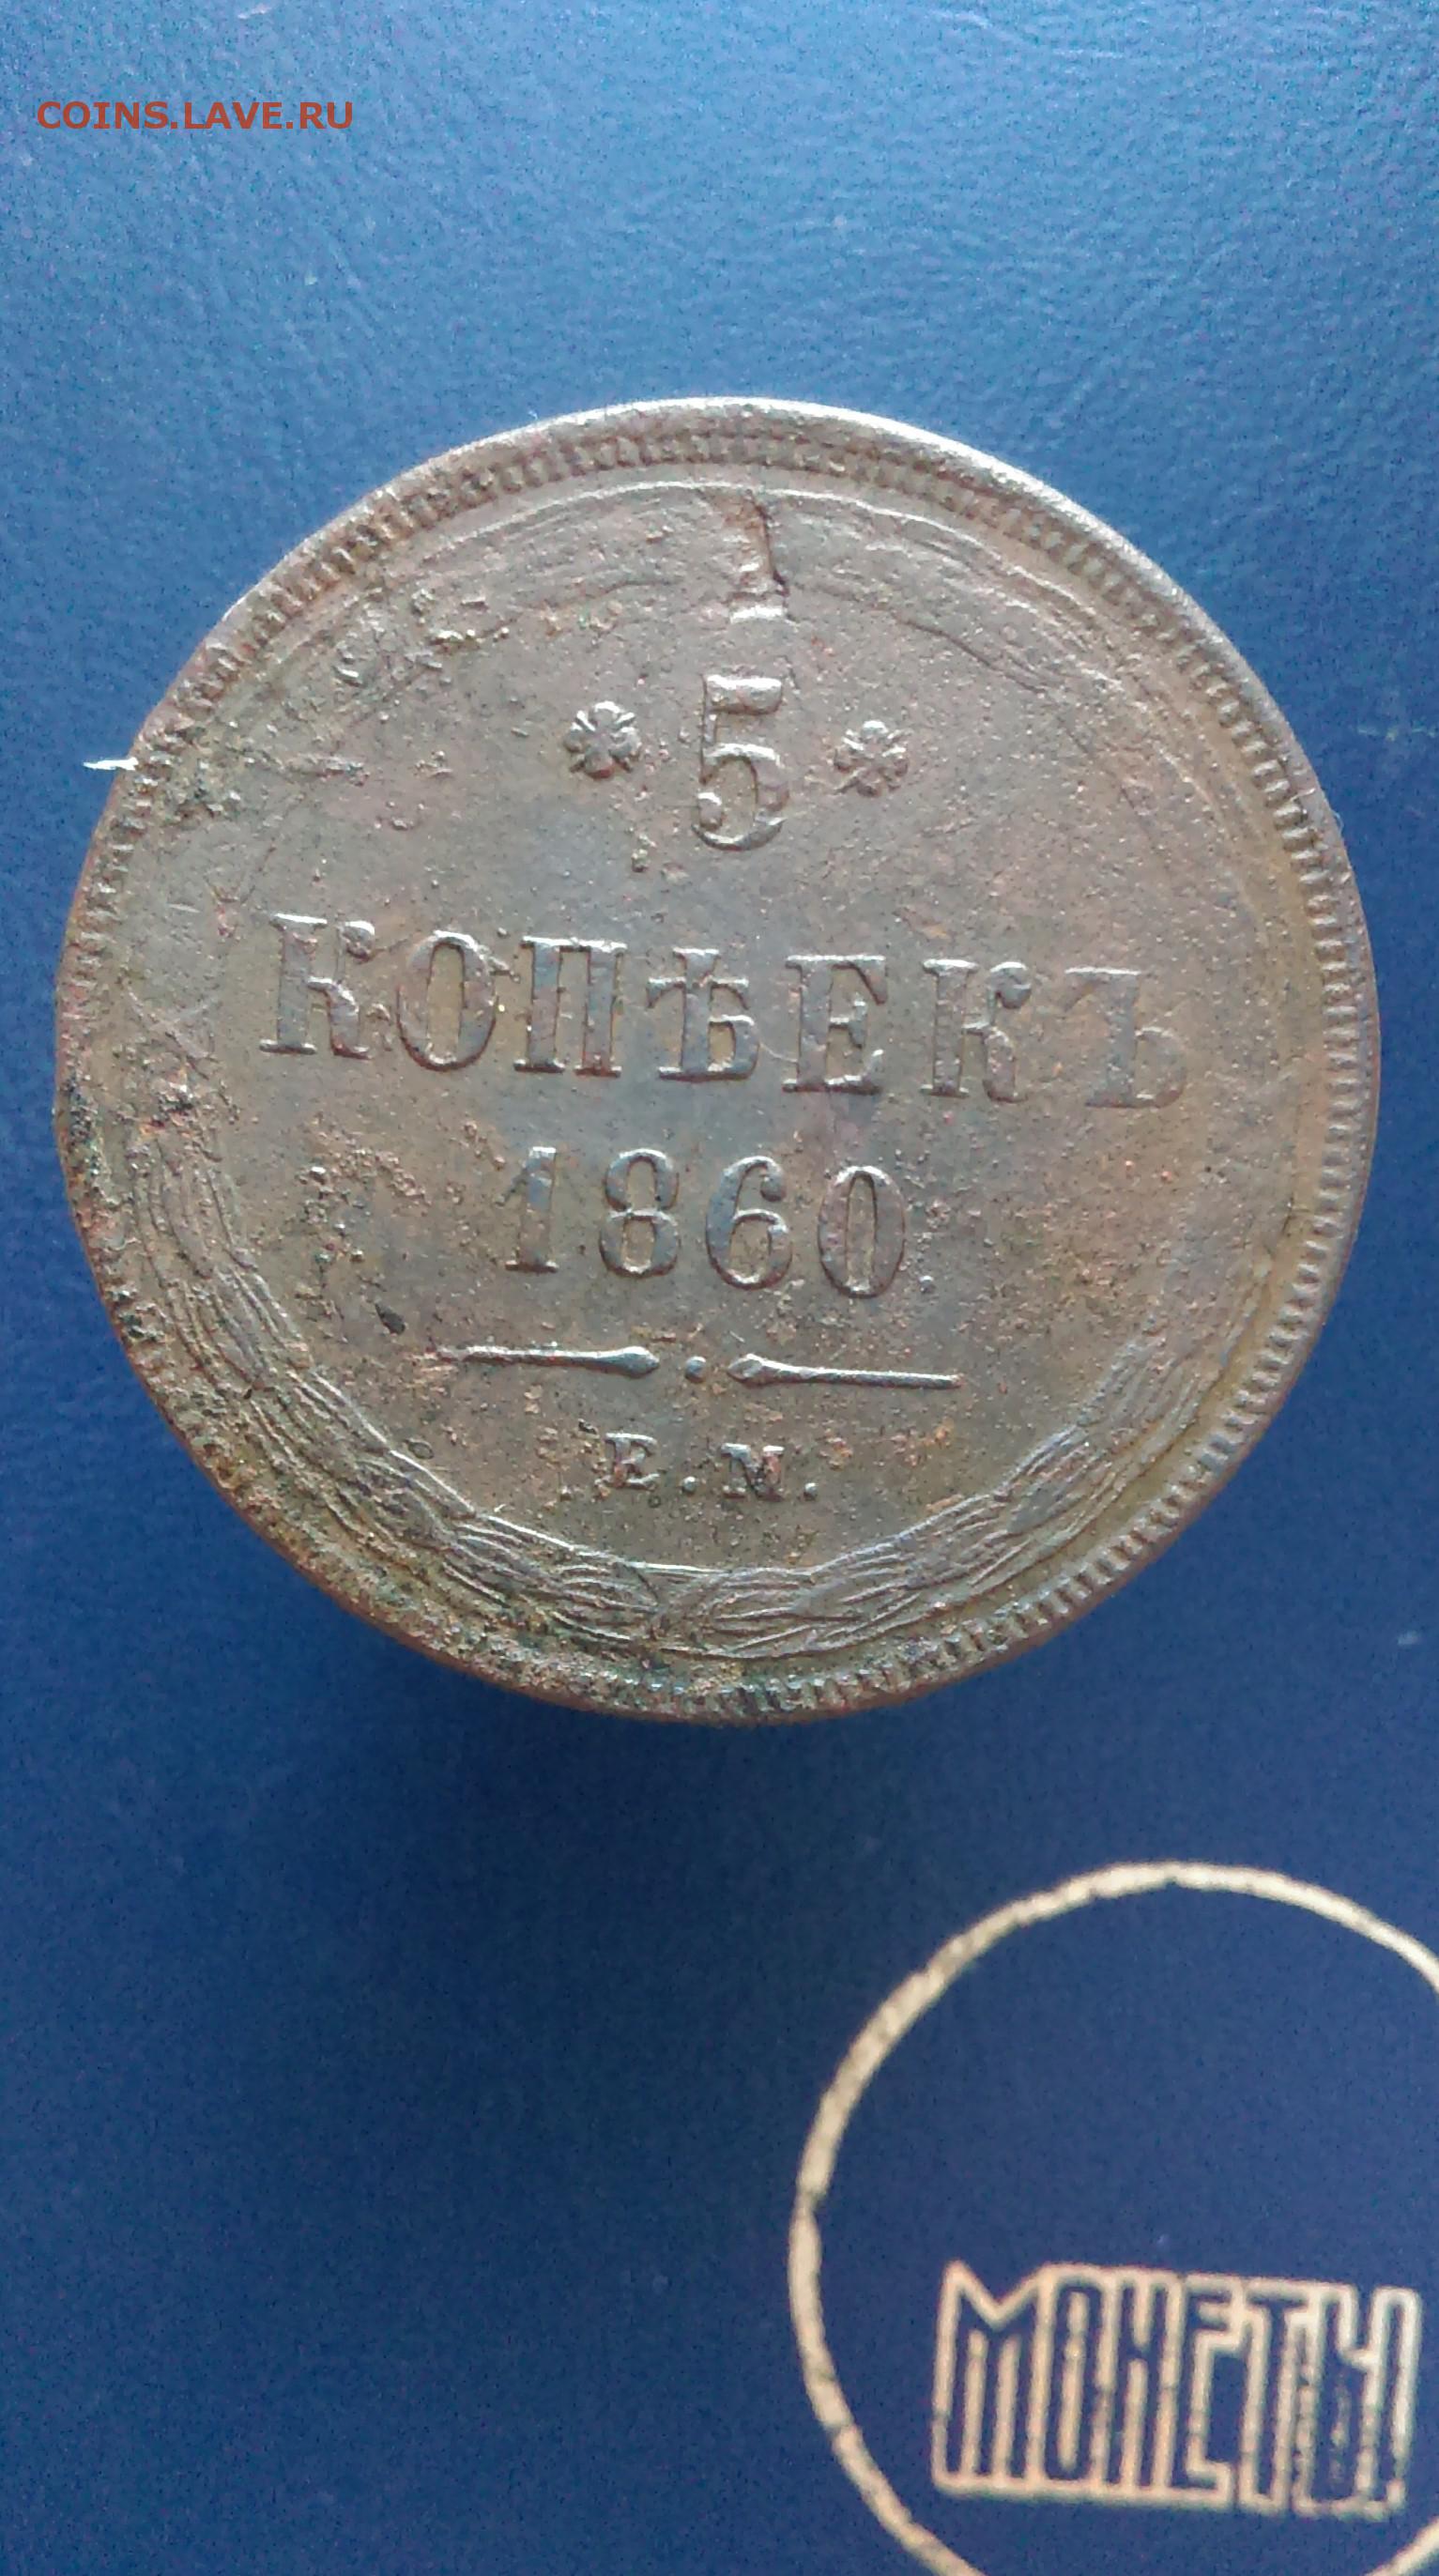 COINS.LAVE.RU
5
КОПѢЕКЪ
1860
Е.М.
МОНЕТЫ